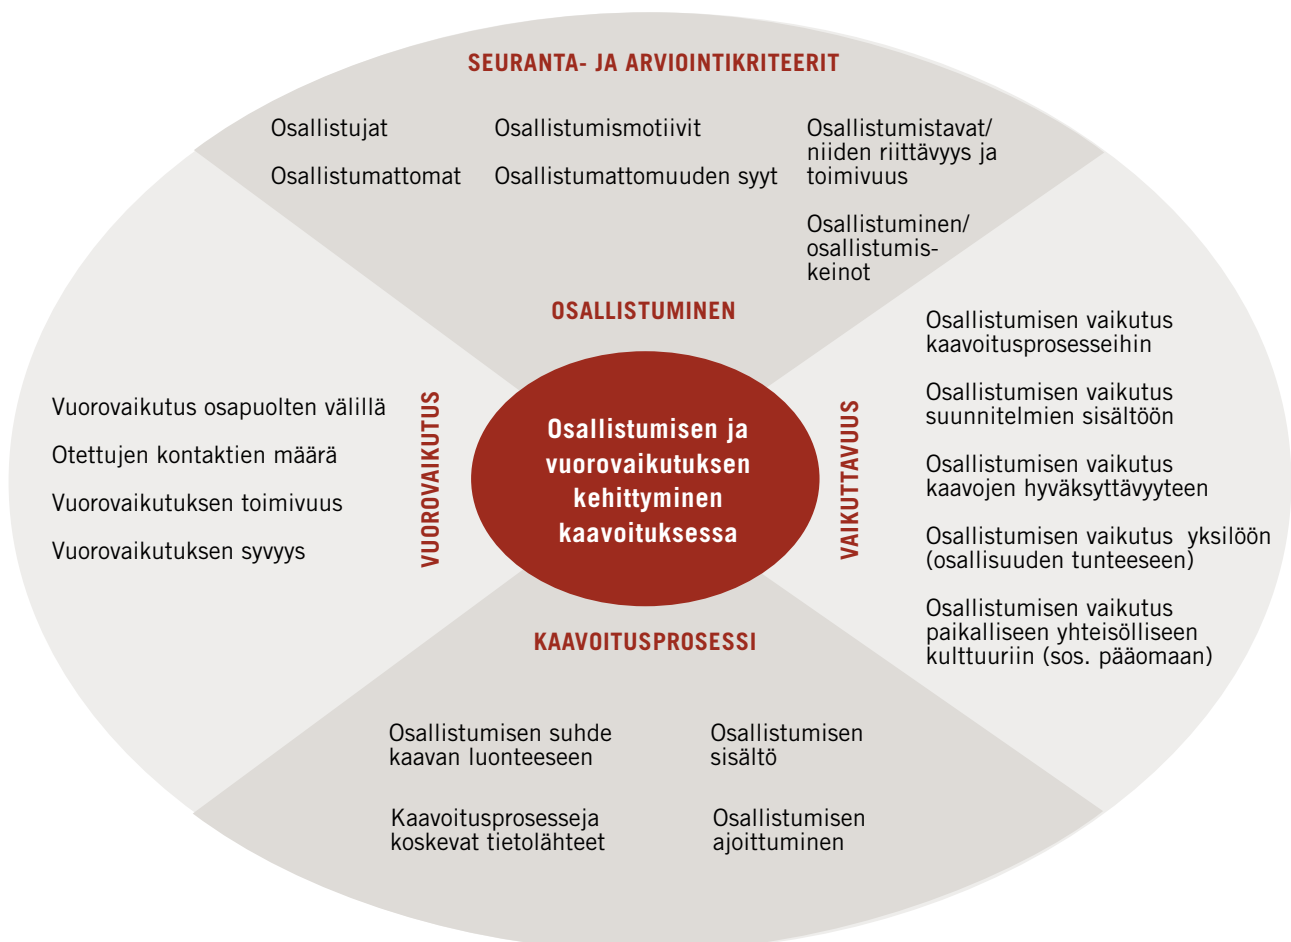 SEURANTA- JA ARVIOINTIKRITEERIT
Osallistujat
Osallistumattomat
Osallistumismotiivit
Osallistumattomuuden syyt
Osallistumistavat/
niiden riittävyys ja
toimivuus
Osallistuminen/
osallistumis-
keinot
OSALLISTUMINEN
Vuorovaikutus osapuolten välillä
Otettujen kontaktien määrä
Vuorovaikutuksen toimivuus
Vuorovaikutuksen syvyys
VUOROVAIKUTUS
Osallistumisen ja
vuorovaikutuksen
kehittyminen
kaavoituksessa
VAIKUTTAVUUS
Osallistumisen vaikutus
kaavoitusprosesseihin
Osallistumisen vaikutus
suunnitelmien sisältöön
Osallistumisen vaikutus
kaavojen hyväksyttävyyteen
Osallistumisen vaikutus yksilöön
(osallisuuden tunteeseen)
Osallistumisen vaikutus
paikalliseen yhteisölliseen
kulttuuriin (sos. pääomaan)
KAAVOITUSPROSESSI
Osallistumisen suhde
kaavan luonteeseen
Kaavoitusprosesseja
koskevat tietolähteet
Osallistumisen
sisältö
Osallistumisen
ajoittuminen